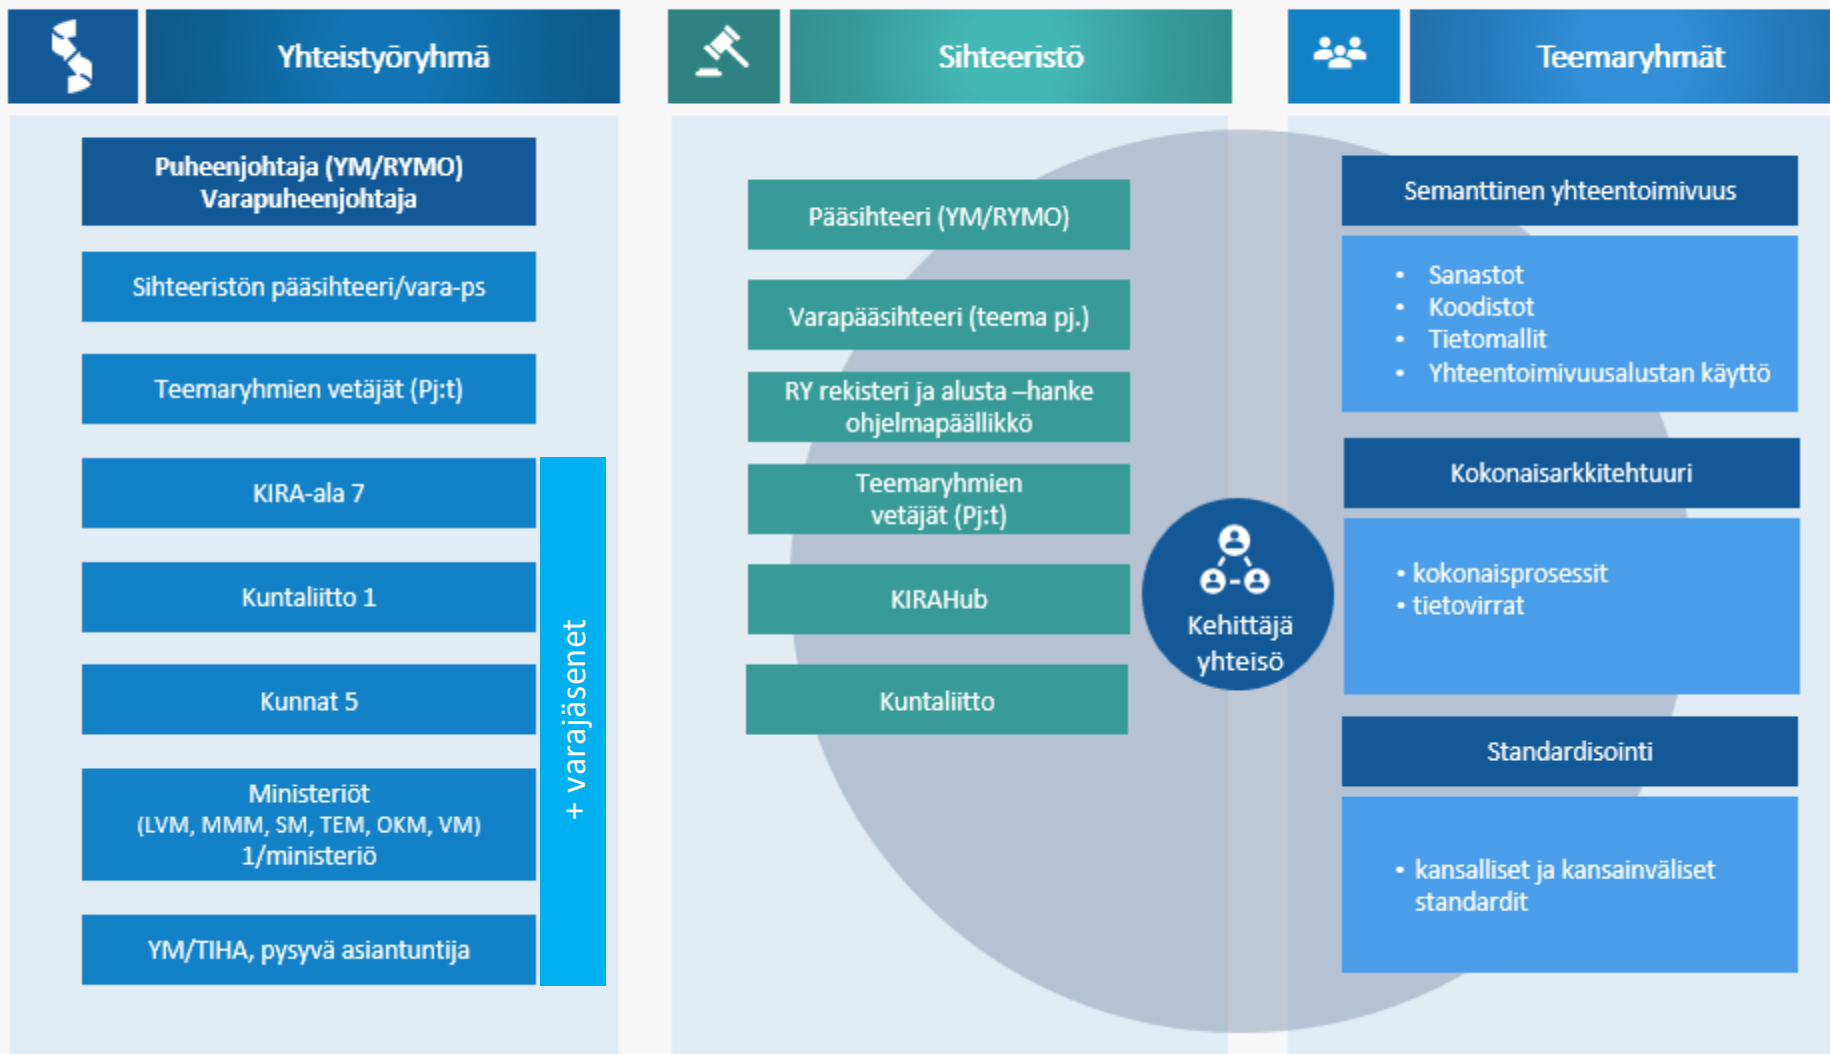 Yhteistyöryhmä
Puheenjohtaja (YM/RYMO)
Varapuheenjohtaja
Sihteeristön pääsihteeri/vara-ps
Teemaryhmien vetäjät (Pj:t)
KIRA-ala 7
Kuntaliitto 1
Kunnat 5
Ministeriöt
(LVM, MMM, SM, TEM, OKM, VM)
1/ministeriö
YM/TIHA, pysyvä asiantuntija
+ varajäsenet
Sihteeristö
Pääsihteeri (YM/RYMO)
Varapääsihteeri (teema pj.)
RY rekisteri ja alusta –hanke
ohjelmapäällikkö
Teemaryhmien
vetäjät (Pj:t)
KIRAHub
Kuntaliitto
Kehittäjä
yhteisö
Teemaryhmät
Semanttinen yhteentoimivuus
• Sanastot
• Koodistot
• Tietomallit
• Yhteentoimivuusalustan käyttö
Kokonaisarkkitehtuuri
• kokonaisprosessit
• tietovirrat
Standardisointi
• kansalliset ja kansainväliset
standardit